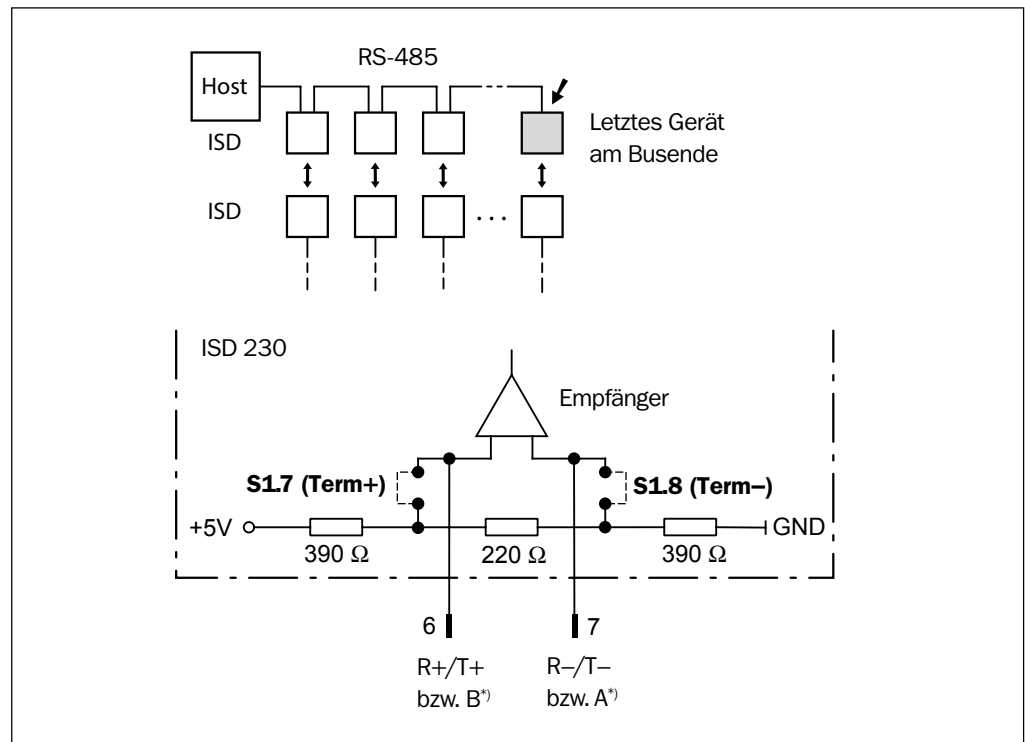 RS-485
Host
ISD
Letztes Gerät
am Busende
ISD
...
ISD 230
Empfänger
S1.7 (Term+)
S1.8 (Term–)
+5V
GND
390 Ω
220 Ω
390 Ω
6
7
R+/T+
bzw. B*)
R–/T–
bzw. A*)